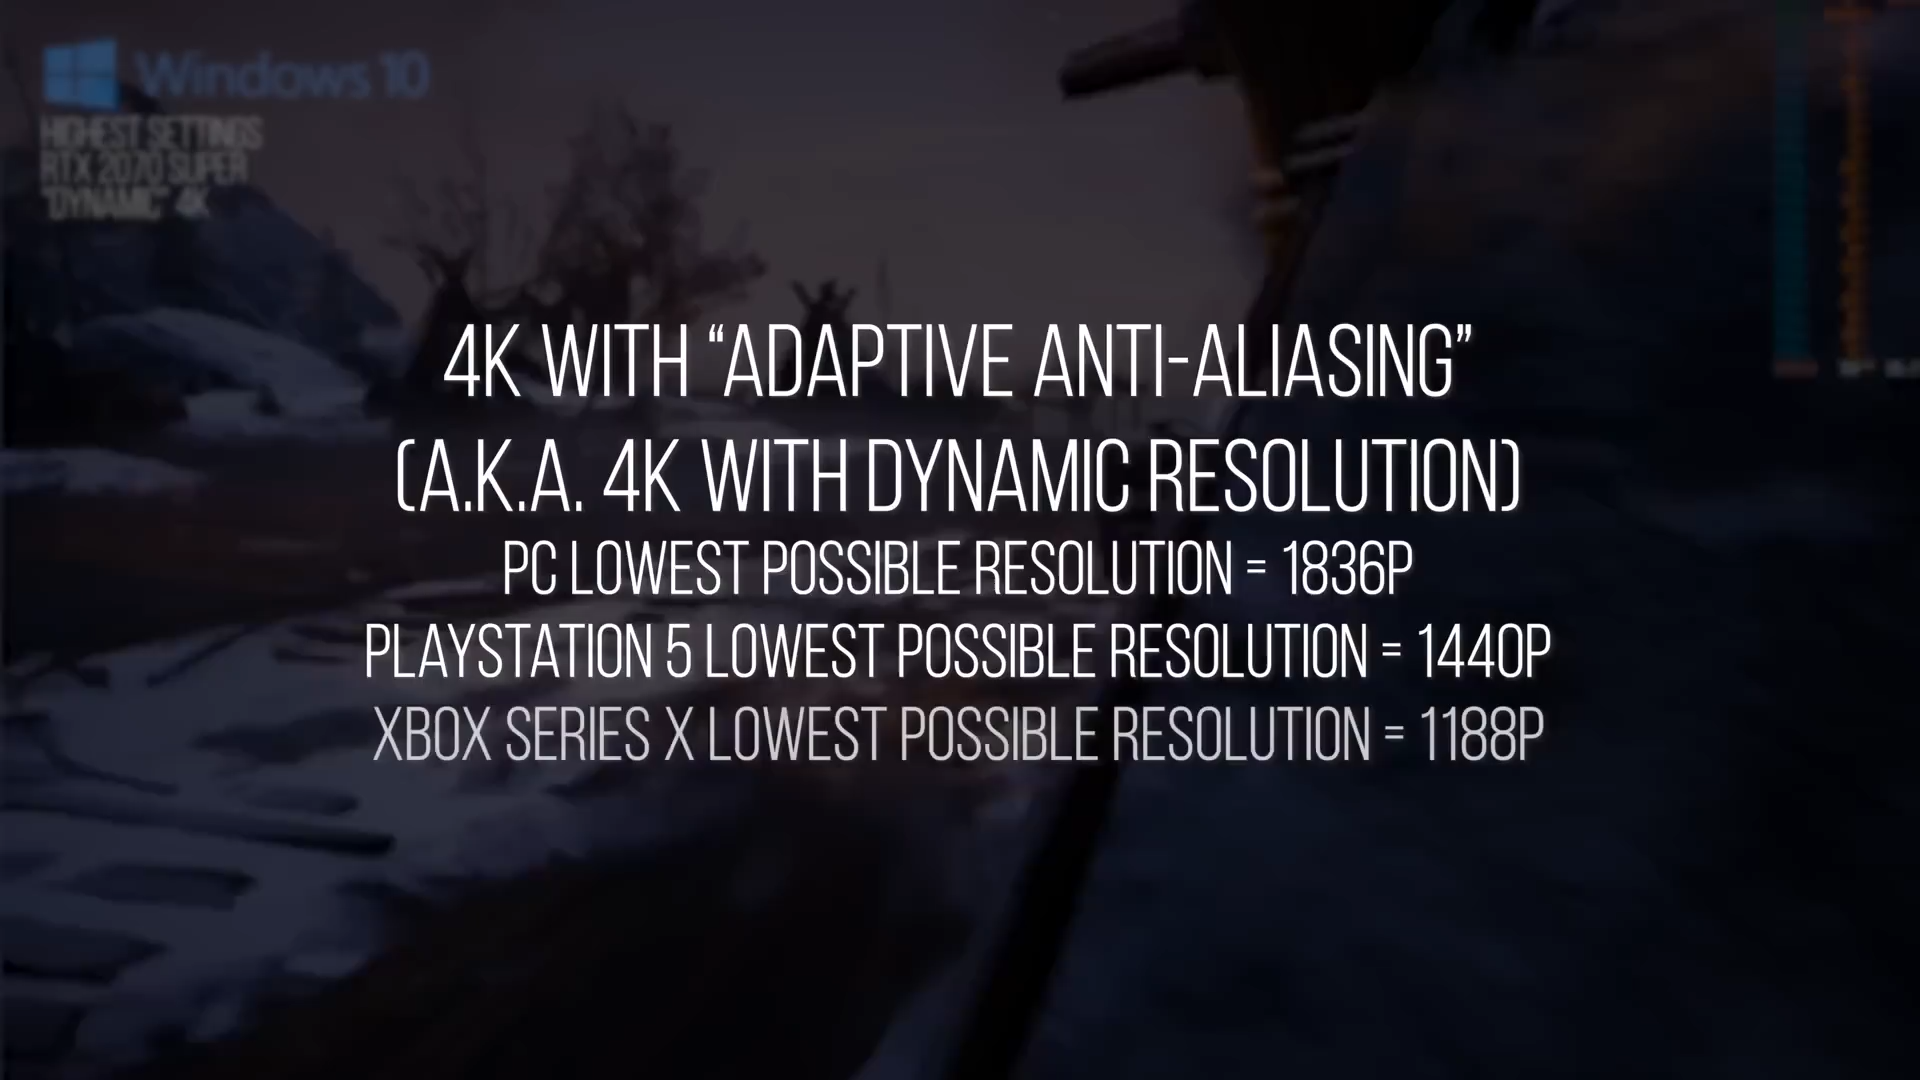 Windows 10
HIGHEST SETTINGS
RTX 2070 SUPER
"DYNAMIC" 4K
4K WITH “ADAPTIVE ANTI-ALIASING”
(A.K.A. 4K WITH DYNAMIC RESOLUTION)
PC LOWEST POSSIBLE RESOLUTION = 1836P
PLAYSTATION 5 LOWEST POSSIBLE RESOLUTION = 1440P
XBOX SERIES X LOWEST POSSIBLE RESOLUTION = 1188P